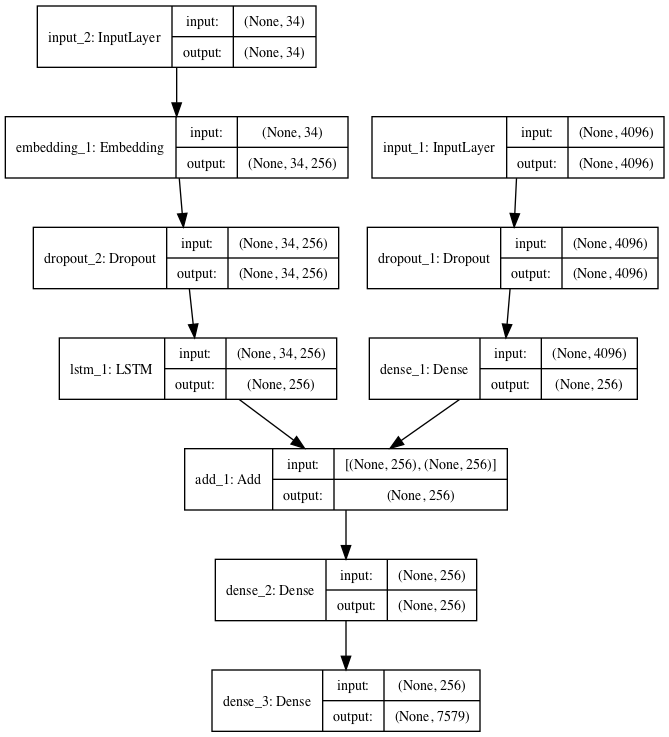 input_2: InputLayer
input: (None, 34)
output: (None, 34)
embedding_1: Embedding
input: (None, 34)
output: (None, 34, 256)
input_1: InputLayer
input: (None, 4096)
output: (None, 4096)
dropout_2: Dropout
input: (None, 34, 256)
output: (None, 34, 256)
dropout_1: Dropout
input: (None, 4096)
output: (None, 4096)
lstm_1: LSTM
input: (None, 34, 256)
output: (None, 256)
dense_1: Dense
input: (None, 4096)
output: (None, 256)
add_1: Add
input: [(None, 256), (None, 256)]
output: (None, 256)
dense_2: Dense
input: (None, 256)
output: (None, 256)
dense_3: Dense
input: (None, 256)
output: (None, 7579)